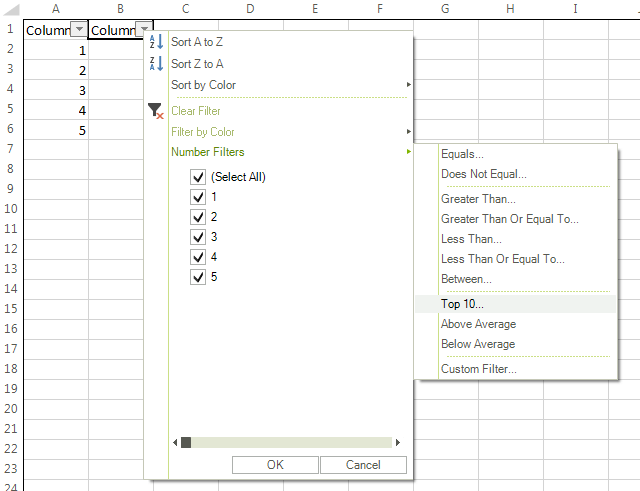 A B C D E F G H I
1 Column Column
2 1
3 2
4 3
5 4
6 5
7
8
9
10
11
12
13
14
15
16
17
18
19
20
21
22
23
24
Sort A to Z
Sort Z to A
Sort by Color
Clear Filter
Filter by Color
Number Filters
(Select All)
1
2
3
4
5
OK Cancel
Equals...
Does Not Equal...
Greater Than...
Greater Than Or Equal To...
Less Than...
Less Than Or Equal To...
Between...
Top 10...
Above Average
Below Average
Custom Filter...